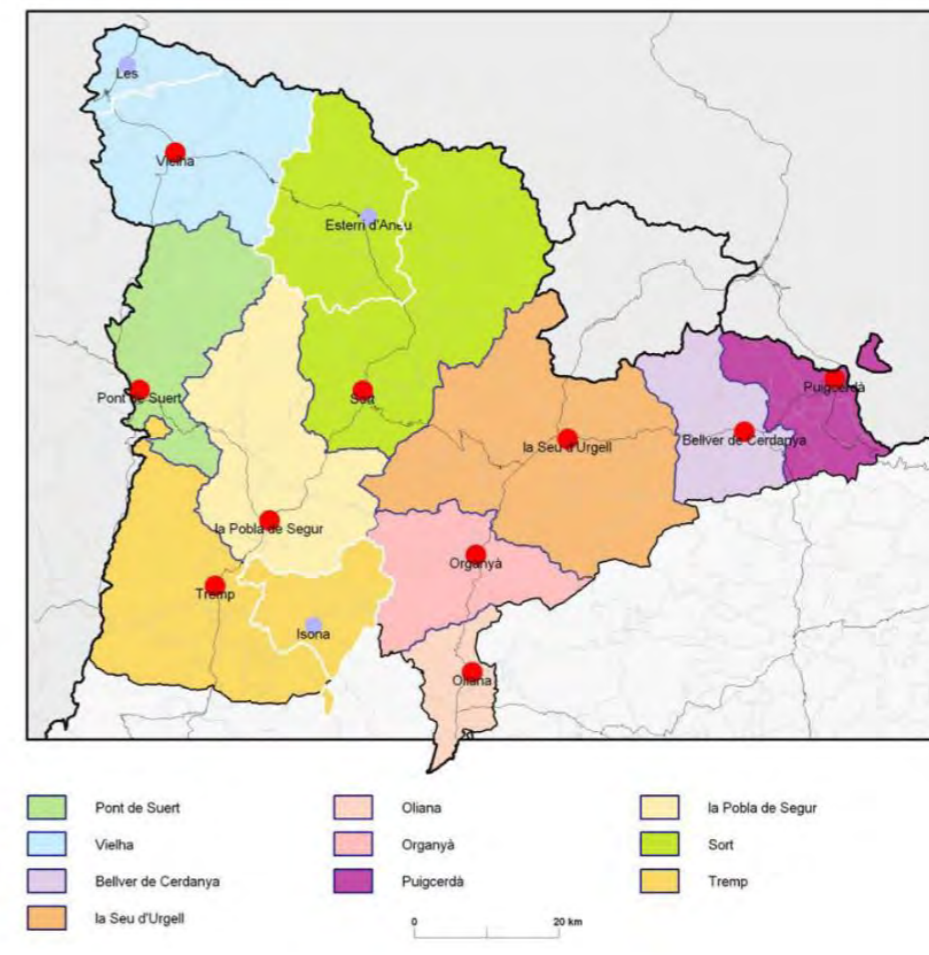 Les
Vielha
Esterri d'Àneu
Pont de Suert
Sort
Puigcerdà
Bellver de Cerdanya
la Seu d'Urgell
la Pobla de Segur
Organyà
Tremp
Isona
Oliana
Pont de Suert
Oliana
la Pobla de Segur
Vielha
Organyà
Sort
Bellver de Cerdanya
Puigcerdà
Tremp
la Seu d'Urgell
0
20 km